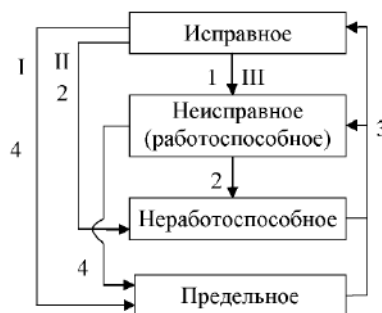 Исправное
I
II
1
III
2
Неисправное
(работоспособное)
3
4
2
Неработоспособное
4
Предельное